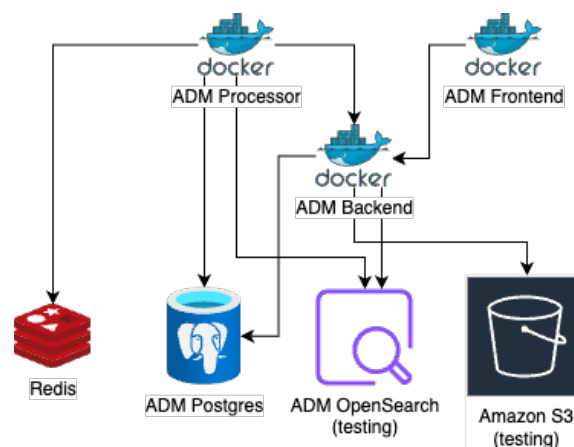 docker
docker
ADM Processor
ADM Frontend
docker
ADM Backend
Redis
ADM Postgres
ADM OpenSearch
(testing)
Amazon S3
(testing)